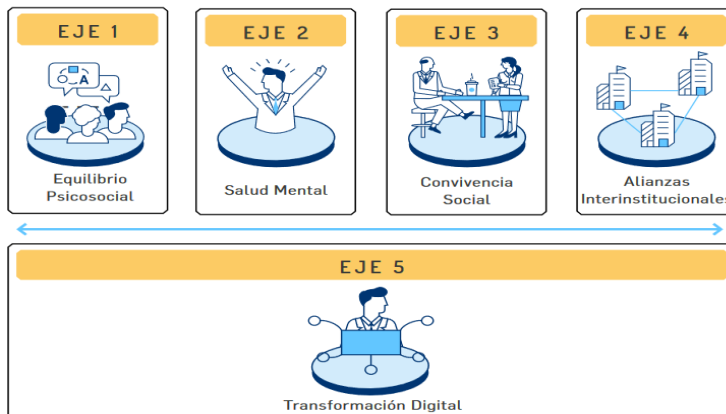 EJE 1
EJE 2
EJE 3
EJE 4
A
Equilibrio
Psicosocial
Salud Mental
Convivencia
Social
Alianzas
Interinstitucionales
EJE 5
Transformación Digital